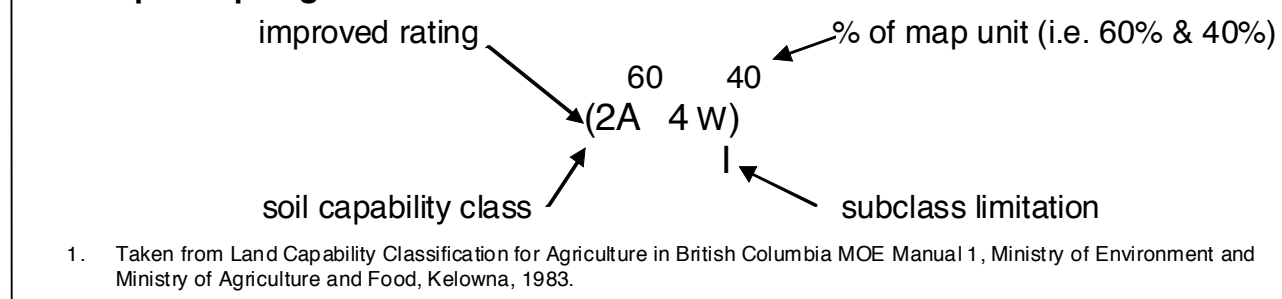 improved rating % of map unit (i.e. 60% & 40%)
60 40
(2A 4 W)
I
soil capability class subclass limitation
1. Taken from Land Capability Classification for Agriculture in British Columbia MOE Manual 1, Ministry of Environment and
Ministry of Agriculture and Food, Kelowna, 1983.